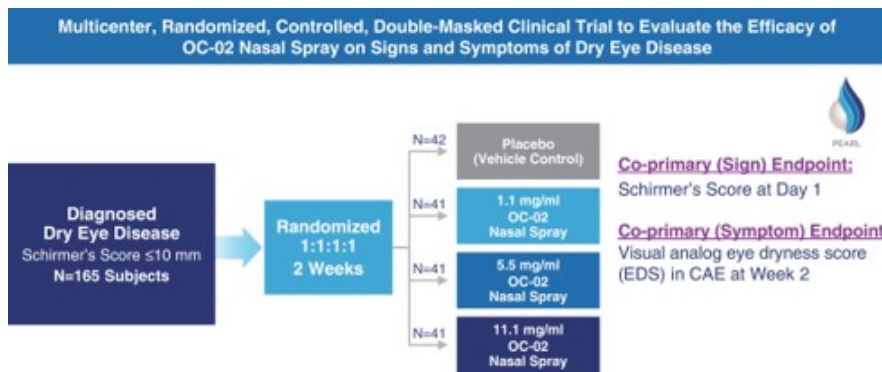 Multicenter, Randomized, Controlled, Double-Masked Clinical Trial to Evaluate the Efficacy of
OC-02 Nasal Spray on Signs and Symptoms of Dry Eye Disease
PEARL
Diagnosed
Dry Eye Disease
Schirmer's Score ≤10 mm
N=165 Subjects
Randomized
1:1:1:1
2 Weeks
N=42
Placebo
(Vehicle Control)
N=41
1.1 mg/ml
OC-02
Nasal Spray
N=41
5.5 mg/ml
OC-02
Nasal Spray
N=41
11.1 mg/ml
OC-02
Nasal Spray
Co-primary (Sign) Endpoint:
Schirmer's Score at Day 1
Co-primary (Symptom) Endpoint
Visual analog eye dryness score
(EDS) in CAE at Week 2